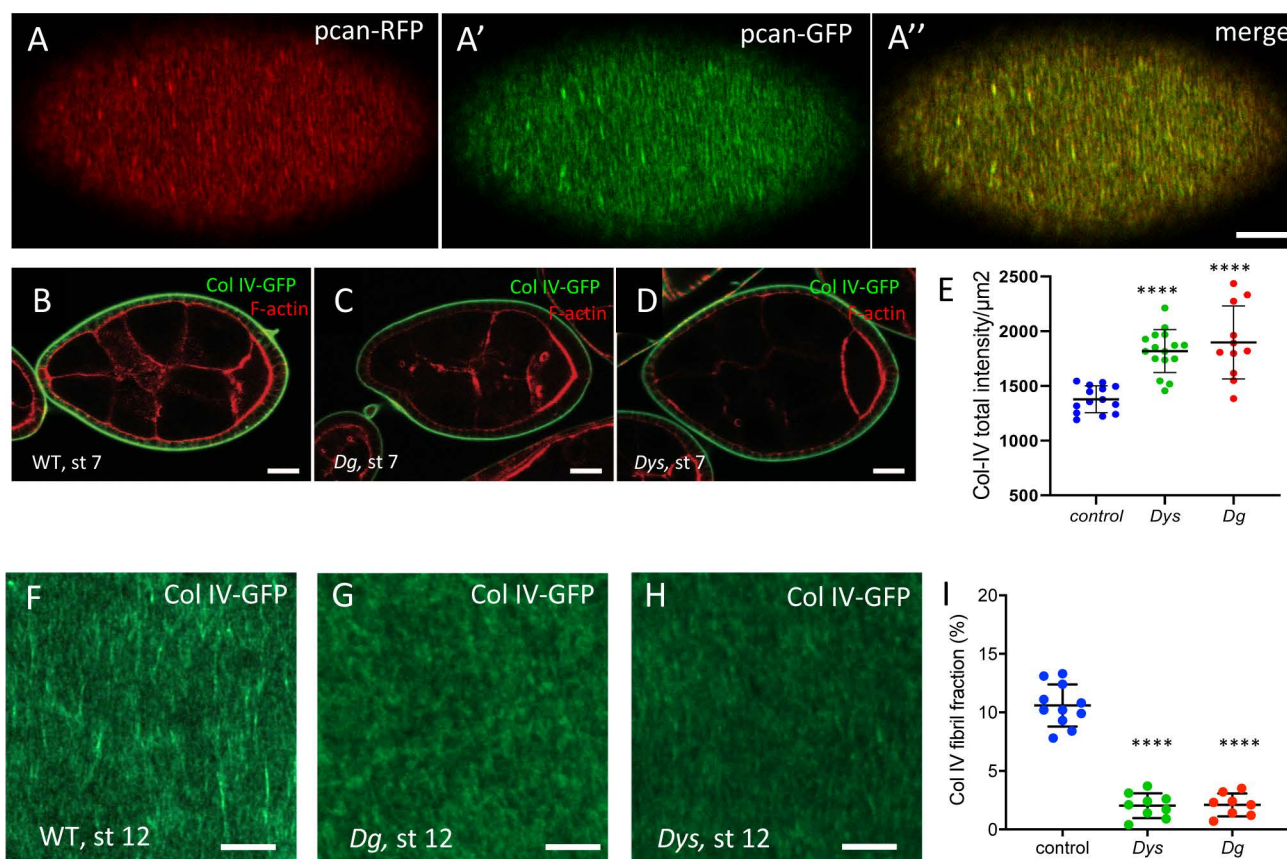 A
pcan-RFP
A'
pcan-GFP
A''
merge
B
Col IV-GFP
F-actin
WT, st 7
C
Col IV-GFP
F-actin
Dg, st 7
D
Col IV-GFP
F-actin
Dys, st 7
E
Col-IV total intensity/µm2
2500
2000
1500
1000
500
****
****
control
Dys
Dg
F
Col IV-GFP
WT, st 12
G
Col IV-GFP
Dg, st 12
H
Col IV-GFP
Dys, st 12
I
Col IV fibril fraction (%)
20
15
10
5
0
****
****
control
Dys
Dg